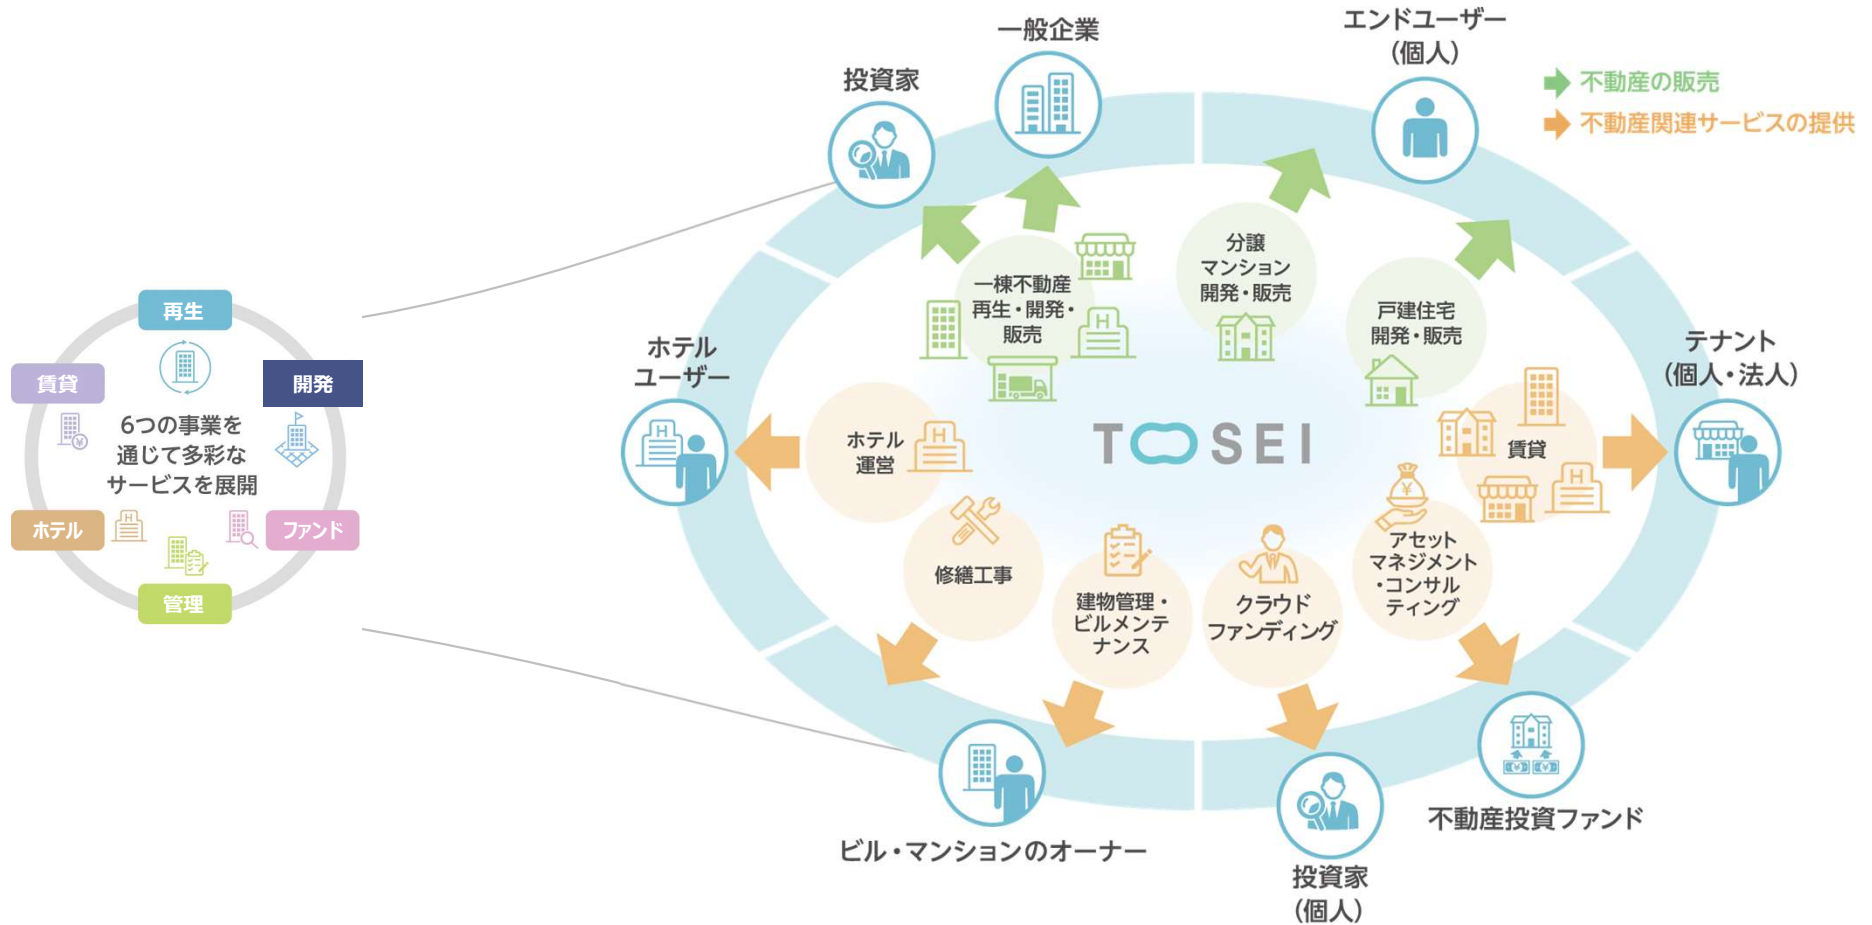 再生
賃貸
開発
6つの事業を
通じて多彩な
サービスを展開
ホテル
ファンド
管理
一般企業
投資家
エンドユーザー
(個人)
不動産の販売
不動産関連サービスの提供
ホテル
ユーザー
テナント
(個人・法人)
一棟不動産
再生・開発・
販売
分譲
マンション
開発・販売
戸建住宅
開発・販売
TOSEI
ホテル
運営
賃貸
修繕工事
建物管理・
ビルメンテ
ナンス
クラウド
ファンディング
アセット
マネジメント
・コンサル
ティング
ビル・マンションのオーナー
投資家
(個人)
不動産投資ファンド